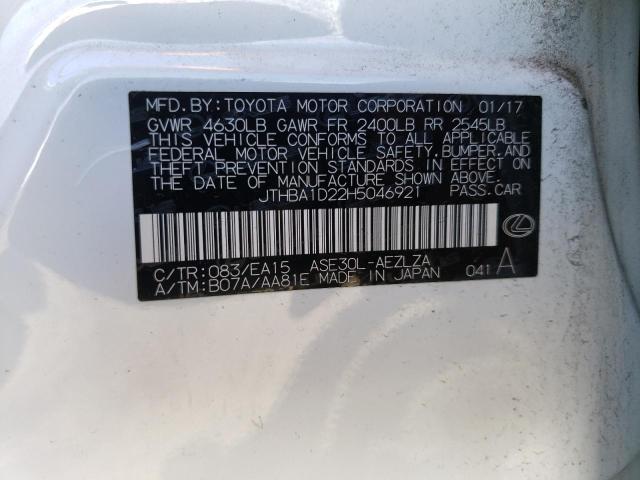 MFD. BY: TOYOTA MOTOR CORPORATION 01/17
GVWR 4630LB GAWR FR 2400LB RR 2545LB
THIS VEHICLE CONFORMS TO ALL APPLICABLE
FEDERAL MOTOR VEHICLE SAFETY, BUMPER, AND
THEFT PREVENTION STANDARDS IN EFFECT ON
THE DATE OF MANUFACTURE SHOWN ABOVE.
JTHBA1D22H5046921 PASS.CAR
C/TR: 083/EA15 ASE30L-AEZLZA
A/TM: B07A/AA81E MADE IN JAPAN 041 A